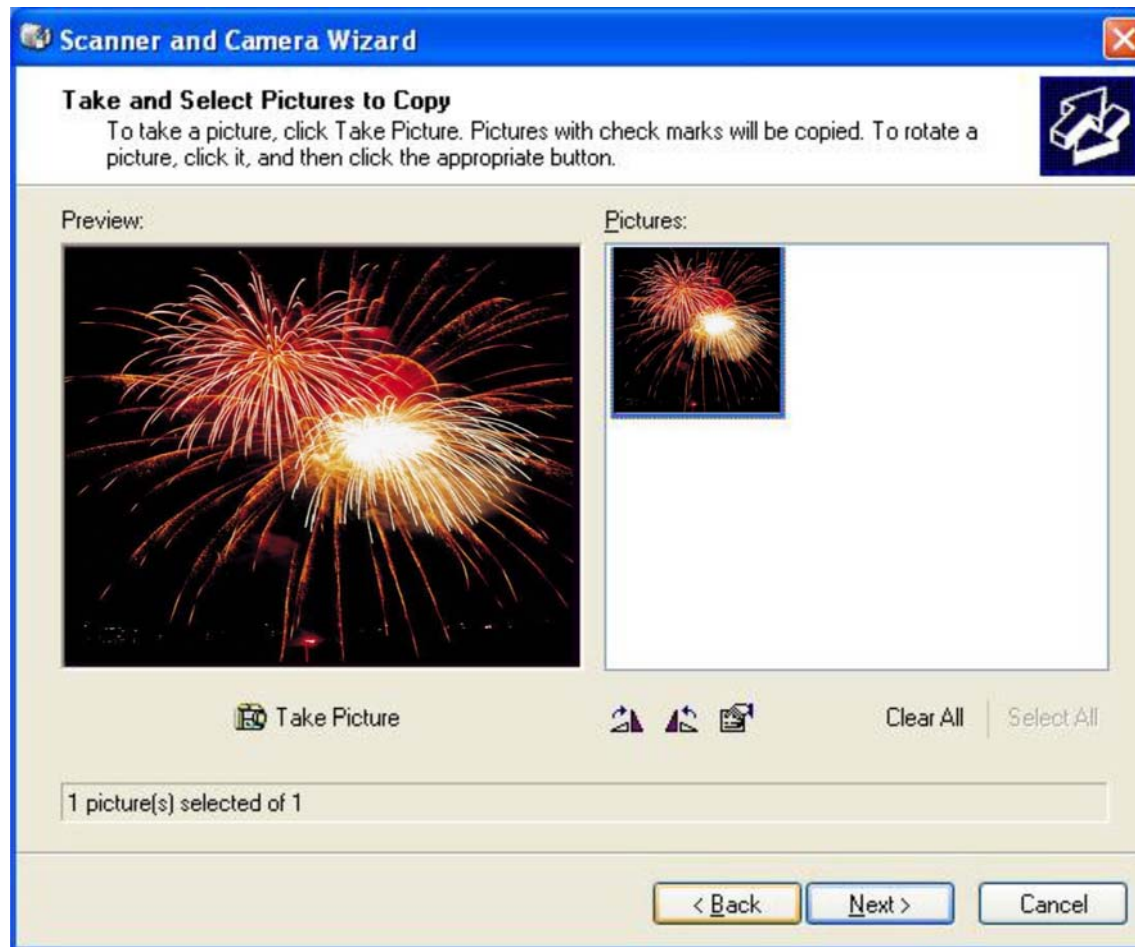 Scanner and Camera Wizard
Take and Select Pictures to Copy
To take a picture, click Take Picture. Pictures with check marks will be copied. To rotate a
picture, click it, and then click the appropriate button.
Preview:
Pictures:
Take Picture
Clear All
Select All
1 picture(s) selected of 1
< Back
Next >
Cancel